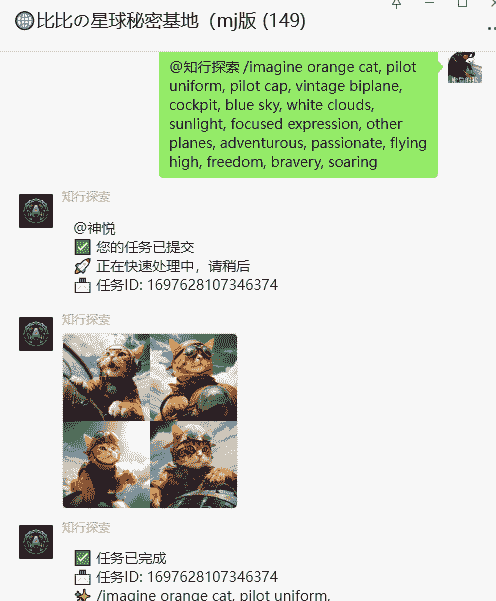 比比の星球秘密基地（mj版 (149)
@知行探索 /imagine orange cat, pilot
uniform, pilot cap, vintage biplane,
cockpit, blue sky, white clouds,
sunlight, focused expression, other
planes, adventurous, passionate, flying
high, freedom, bravery, soaring
知行探索
@神悦
您的任务已提交
正在快速处理中，请稍后
任务ID: 1697628107346374
知行探索
知行探索
任务已完成
任务ID: 1697628107346374
/imagine orange cat, pilot uniform,